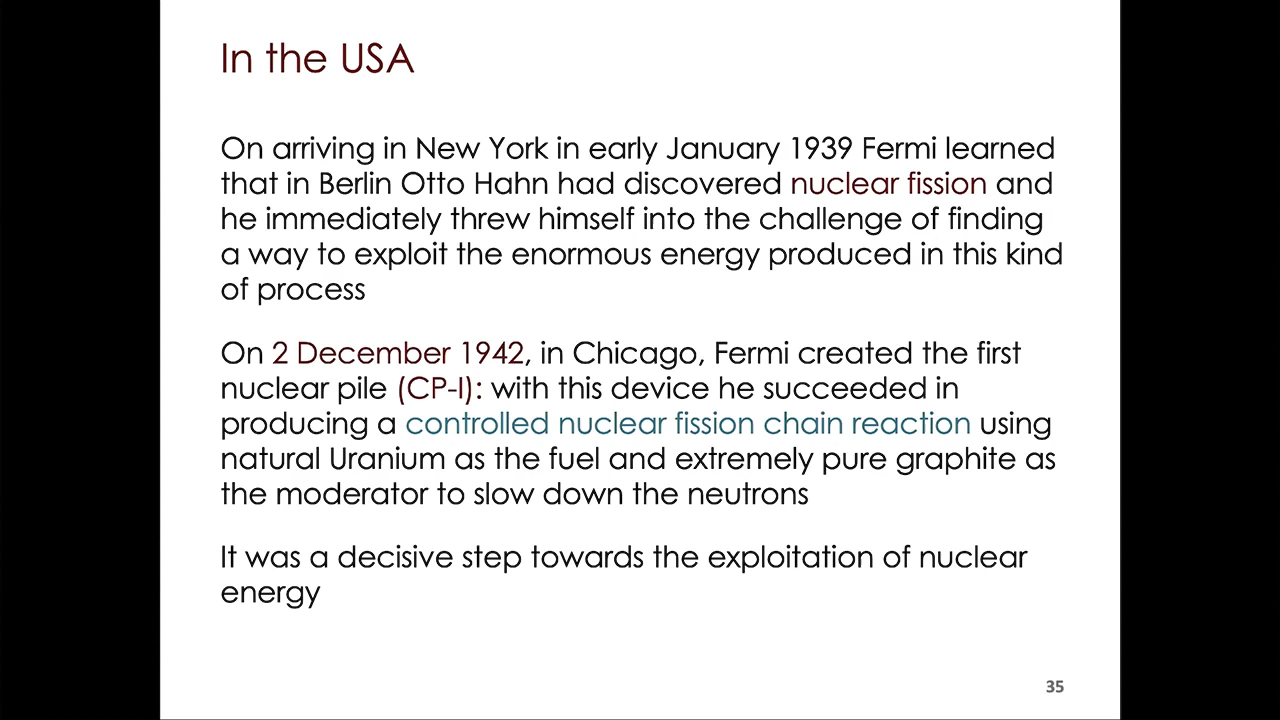 In the USA
On arriving in New York in early January 1939 Fermi learned
that in Berlin Otto Hahn had discovered nuclear fission and
he immediately threw himself into the challenge of finding
a way to exploit the enormous energy produced in this kind
of process
On 2 December 1942, in Chicago, Fermi created the first
nuclear pile (CP-I): with this device he succeeded in
producing a controlled nuclear fission chain reaction using
natural Uranium as the fuel and extremely pure graphite as
the moderator to slow down the neutrons
It was a decisive step towards the exploitation of nuclear
energy
35